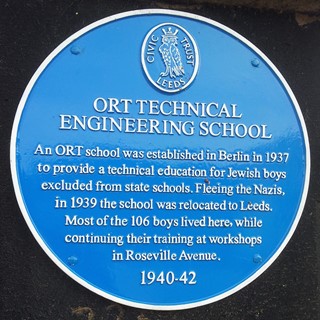 CIVIC TRUST
LEEDS
ORT TECHNICAL
ENGINEERING SCHOOL
An ORT school was established in Berlin in 1937
to provide a technical education for Jewish boys
excluded from state schools. Fleeing the Nazis,
in 1939 the school was relocated to Leeds.
Most of the 106 boys lived here, while
continuing their training at workshops
in Roseville Avenue.
1940-42